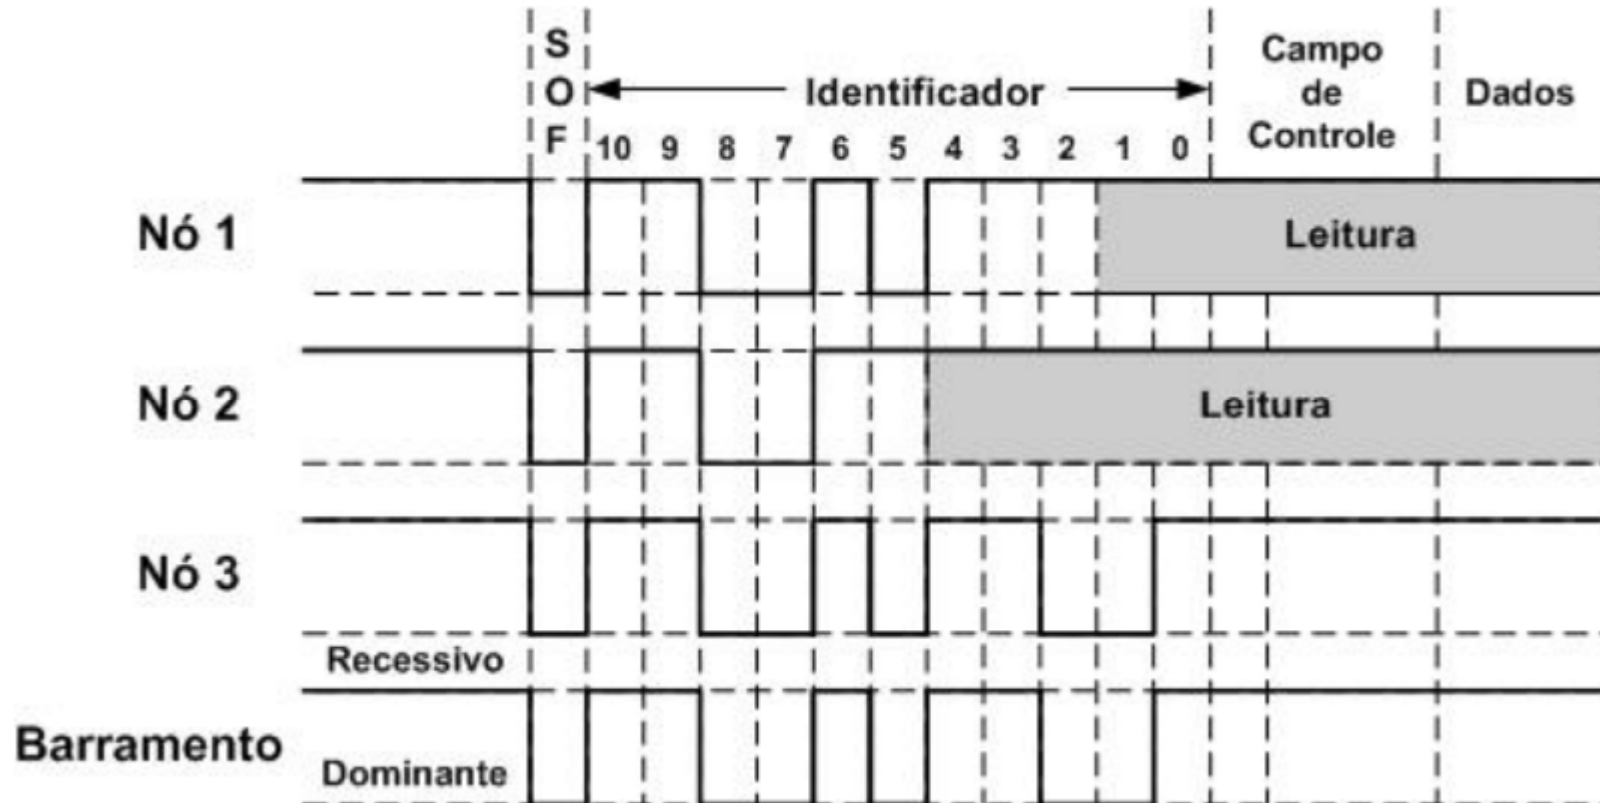 S
O
F
Identificador
Campo
de
Controle
Dados
10 9 8 7 6 5 4 3 2 1 0
Nó 1
Leitura
Nó 2
Leitura
Nó 3
Recessivo
Barramento
Dominante